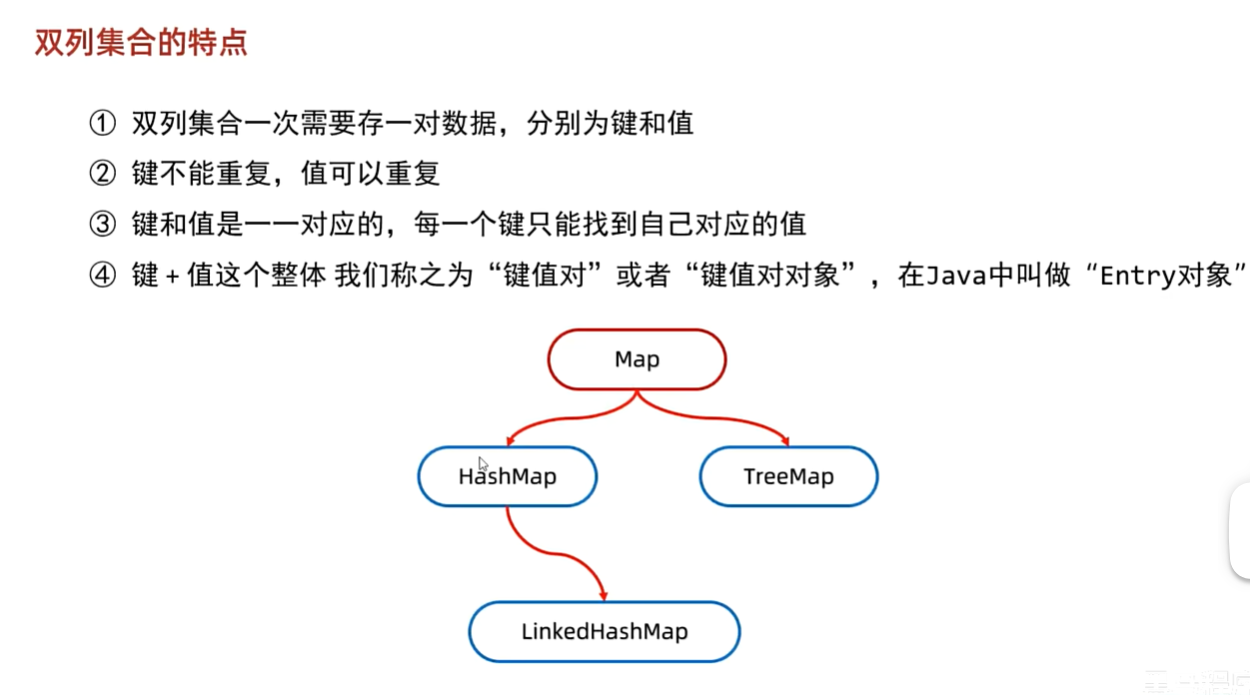 双列集合的特点
① 双列集合一次需要存一对数据，分别为键和值
② 键不能重复，值可以重复
③ 键和值是一一对应的，每一个键只能找到自己对应的值
④ 键 + 值这个整体 我们称之为“键值对”或者“键值对对象”，在Java中叫做“Entry对象”
Map
HashMap
TreeMap
LinkedHashMap